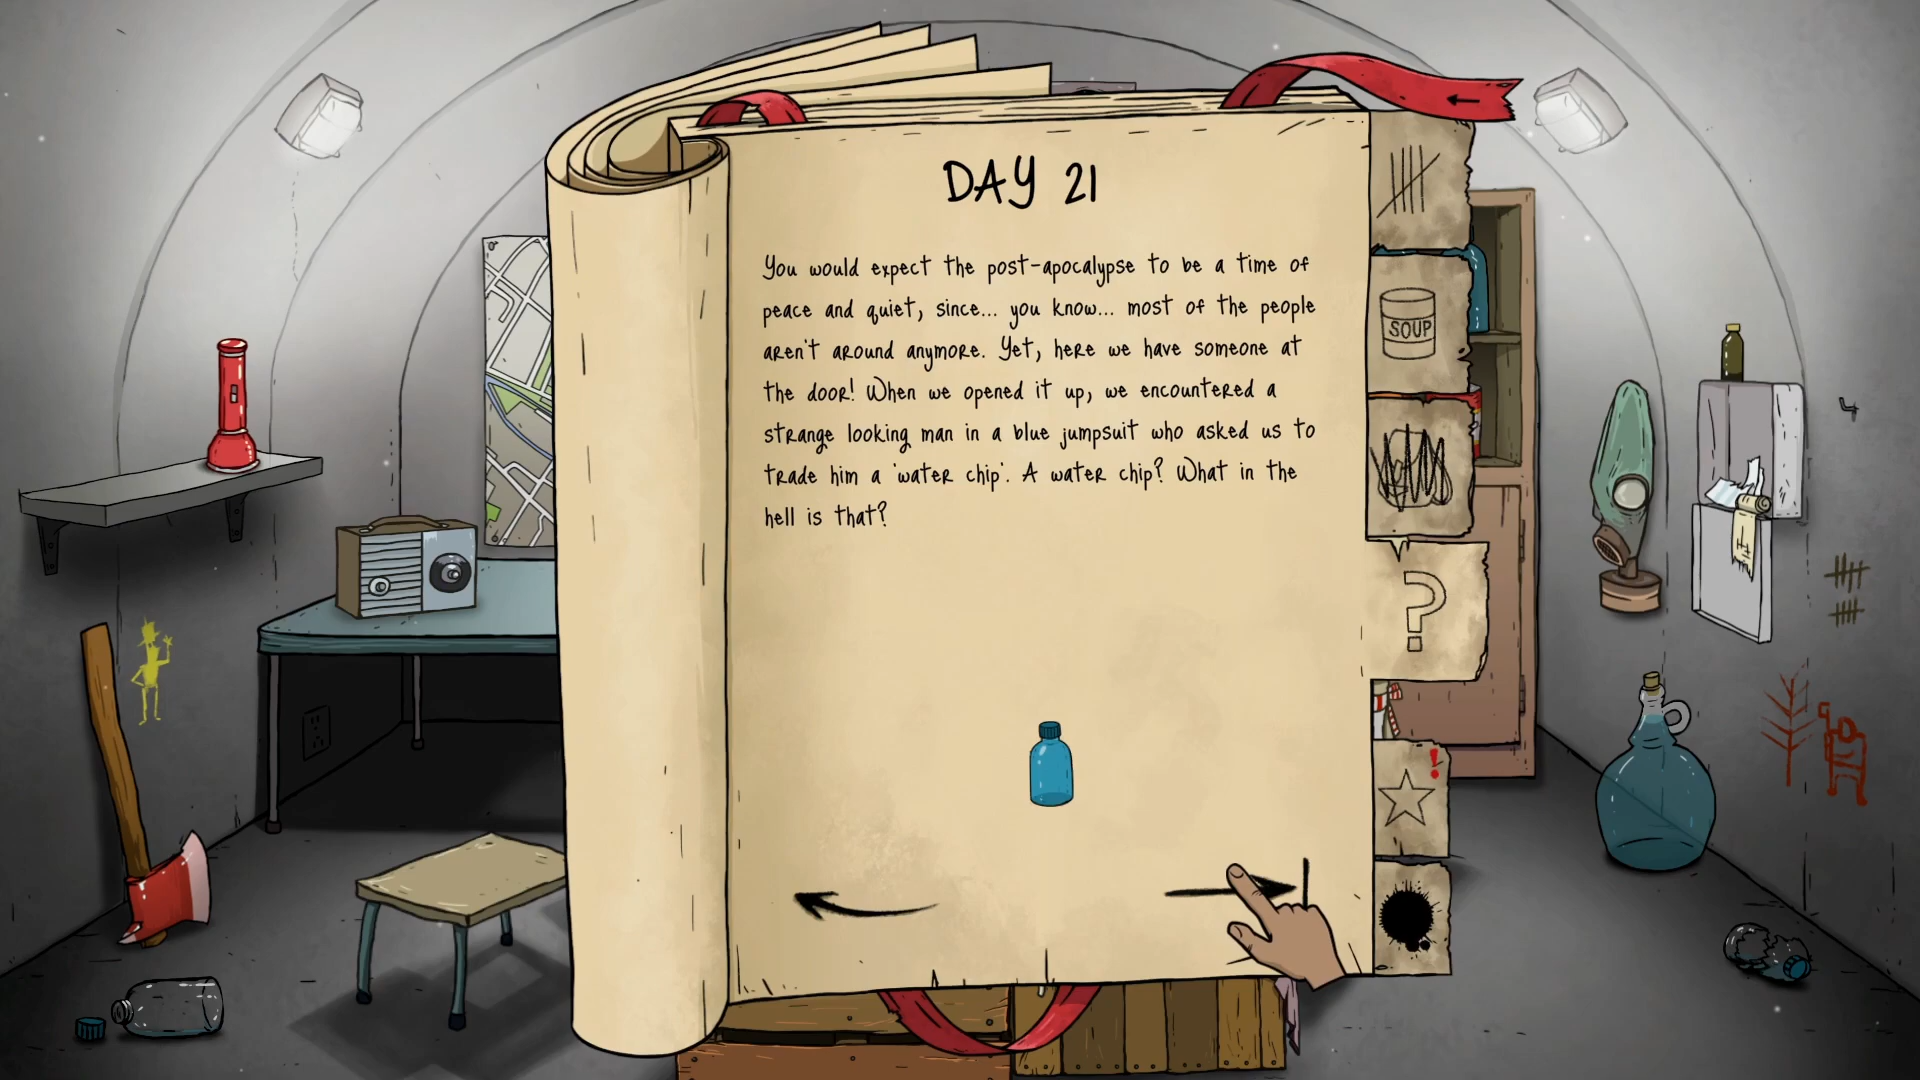 DAY 21
You would expect the post-apocalypse to be a time of
peace and quiet, since... you know... most of the people
aren't around anymore. Yet, here we have someone at
the door! When we opened it up, we encountered a
strange looking man in a blue jumpsuit who asked us to
trade him a 'water chip'. A water chip? What in the
hell is that?
SOUP
?
!